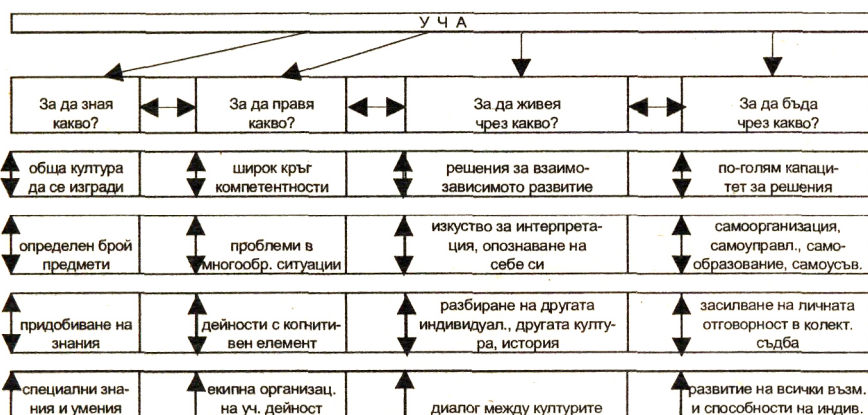 У Ч А
За да зная
какво?
За да правя
какво?
За да живея
чрез какво?
За да бъда
чрез какво?
обща култура
да се изгради
широк кръг
компетентности
решения за взаимо-
зависимото развитие
по-голям капаци-
тет за решения
определен брой
предмети
проблеми в
многообр. ситуации
изкуство за интерпрета-
ция, опознаване на
себе си
самоорганизация,
самоуправл., само-
образование, самоусъв.
придобиване на
знания
дейности с когнити-
вен елемент
разбиране на другата
индивидуал., другата култу-
ра, история
засилване на личната
отговорност в колект.
съдба
специални зна-
ния и умения
екипна организац.
на уч. дейност
диалог между културите
развитие на всички възм.
и способности на индив.